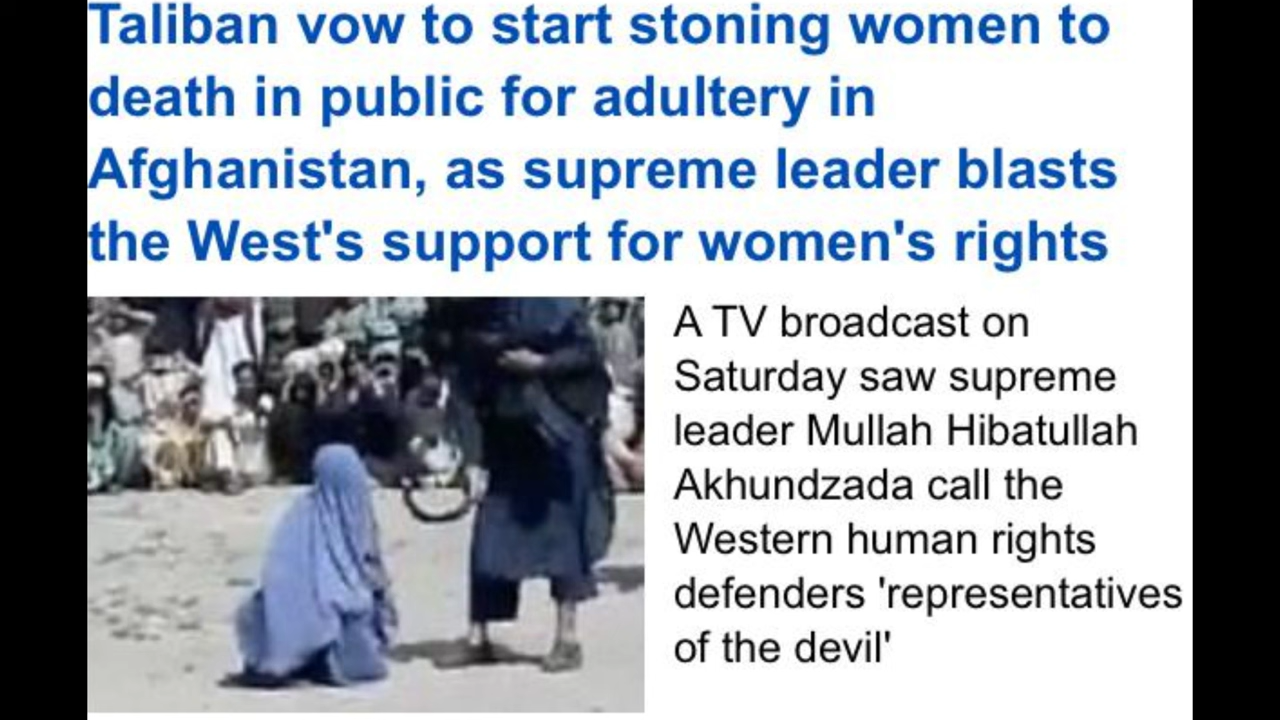 Taliban vow to start stoning women to
death in public for adultery in
Afghanistan, as supreme leader blasts
the West's support for women's rights
A TV broadcast on
Saturday saw supreme
leader Mullah Hibatullah
Akhundzada call the
Western human rights
defenders 'representatives
of the devil'